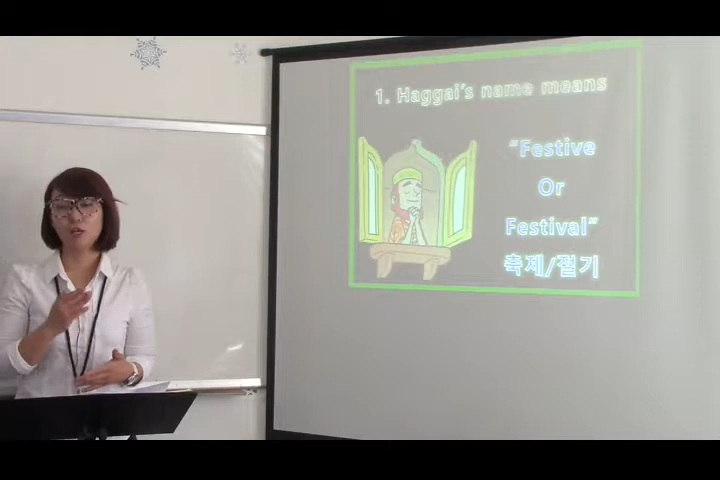 1. Haggai's name means
"Festive
Or
Festival"
축제/절기